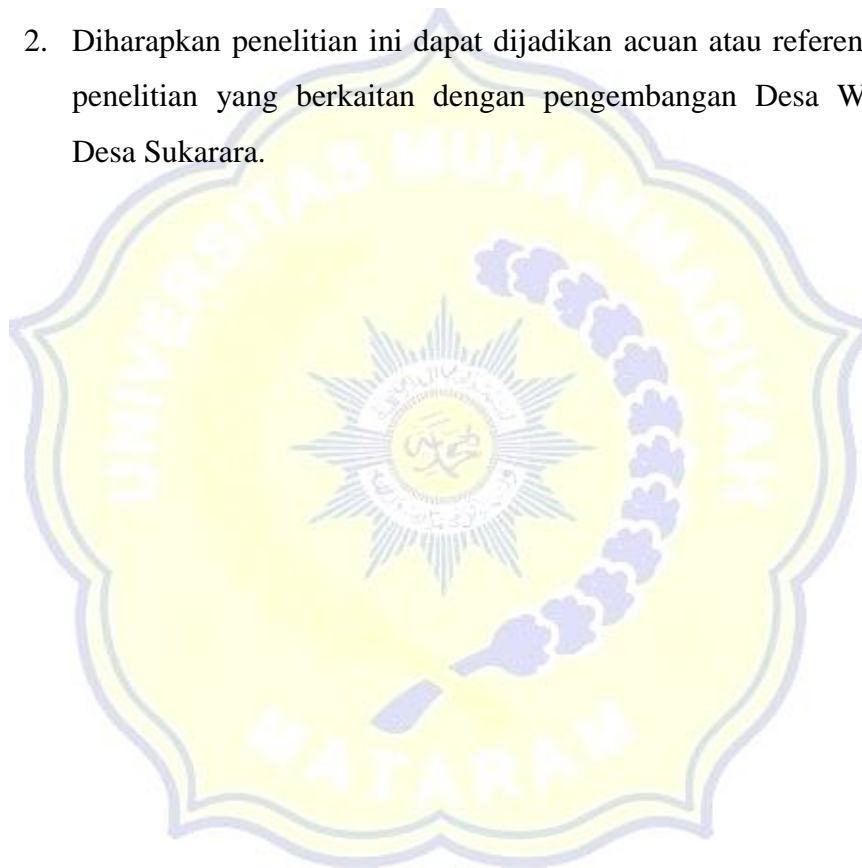 2. Diharapkan penelitian ini dapat dijadikan acuan atau referen
penelitian yang berkaitan dengan pengembangan Desa W
Desa Sukarara.
UNIVERSITAS MUHAMMADIYAH
MATARAM